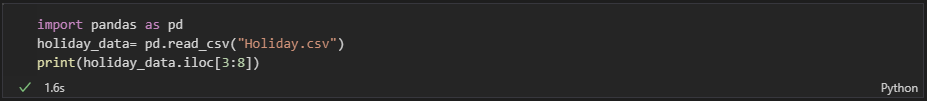 import pandas as pd
holiday_data= pd.read_csv("Holiday.csv")
print(holiday_data.iloc[3:8])
✓ 1.6s Python